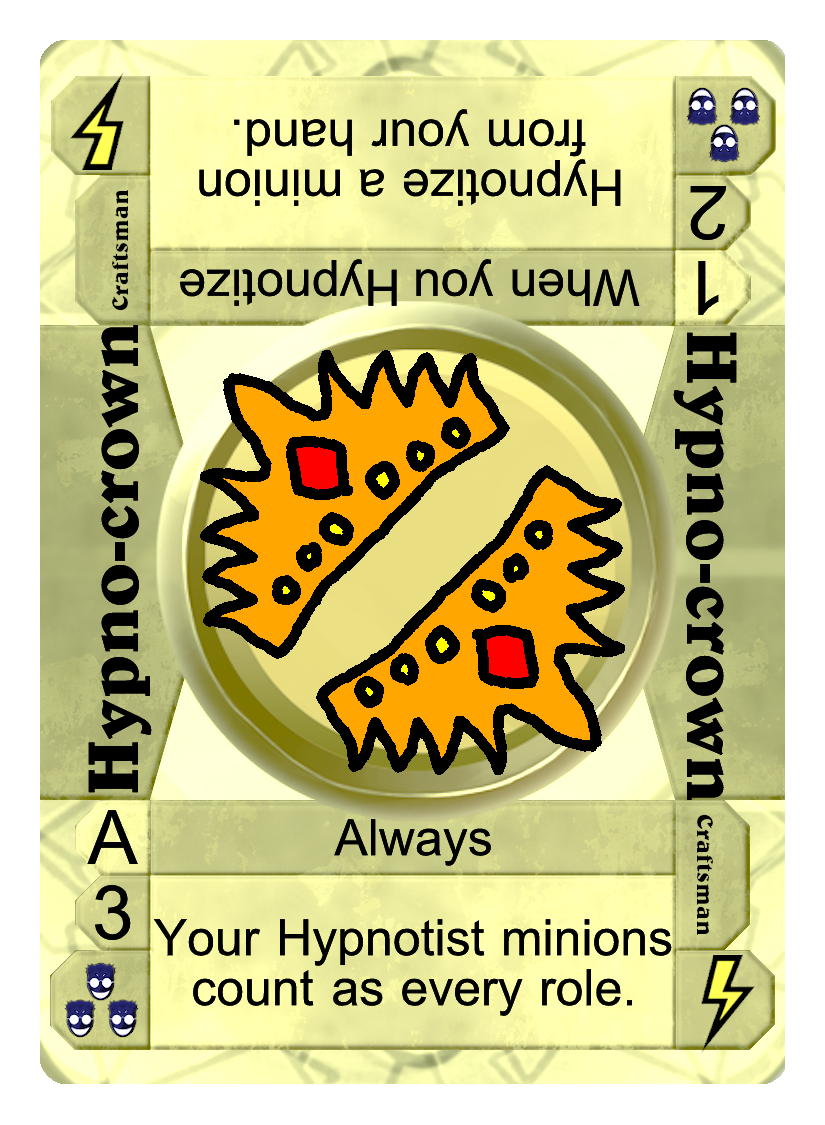 Hypno-crown
craftsman
A
3
Always
Your Hypnotist minions
count as every role.
Hypno-crown
craftsman
1
2
When you Hypnotize
Hypnotize a minion
from your hand.